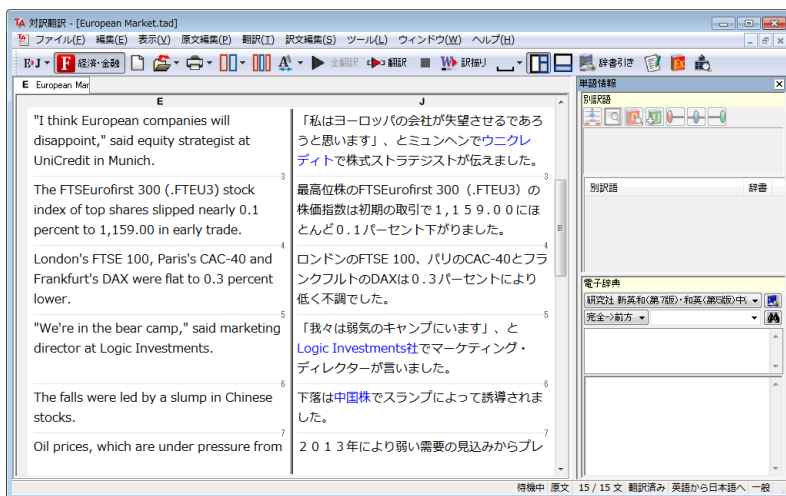 対訳翻訳 - [European Market.tad]
ファイル(F) 編集(E) 表示(V) 原文編集(P) 翻訳(T) 訳文編集(S) ツール(L) ウィンドウ(W) ヘルプ(H)
E›J F 経済・金融 全翻訳 翻訳 訳振り 辞書引き
E European Mar
単語情報
別訳語
E J
"I think European companies will
disappoint," said equity strategist at
UniCredit in Munich.
「私はヨーロッパの会社が失望させるであろ
うと思います」、とミュンヘンでウニクレ
ディトで株式ストラテジストが伝えました。
3 3
The FTSEurofirst 300 (.FTEU3) stock
index of top shares slipped nearly 0.1
percent to 1,159.00 in early trade.
最高位株のFTSEurofirst 300（.FTEU3）の
株価指数は初期の取引で１,１５９.００にほ
とんど０.１パーセント下がりました。
4 4
London's FTSE 100, Paris's CAC-40 and
Frankfurt's DAX were flat to 0.3 percent
lower.
ロンドンのFTSE 100、パリのCAC-40とフラ
ンクフルトのDAXは０.３パーセントにより
低く不調でした。
5 5
"We're in the bear camp," said marketing
director at Logic Investments.
「我々は弱気のキャンプにいます」、と
Logic Investments社でマーケティング・
ディレクターが言いました。
6 6
The falls were led by a slump in Chinese
stocks.
下落は中国株でスランプによって誘導されま
した。
7 7
Oil prices, which are under pressure from
２０１３年により弱い需要の見込みからプレ
別訳語 辞書
電子辞典
研究社 新英和(第7版)・和英(第5版)中
完全->前方
待機中 原文 15 / 15 文 翻訳済み 英語から日本語へ 一般